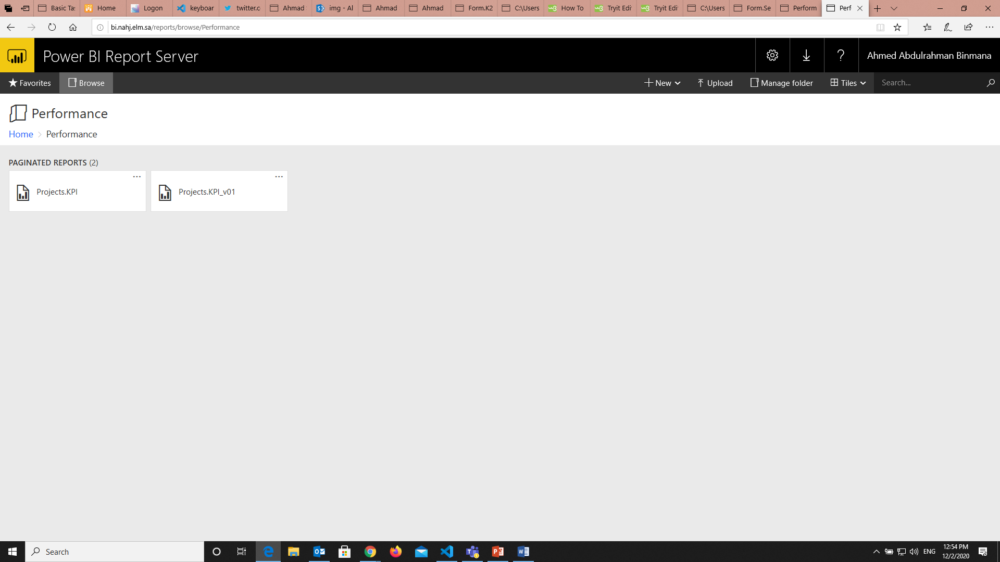 Basic Tas Home Logon keyboar twitter.c Ahmad img - Al Ahmad Ahmad Form.K2 C:\Users How To Tryit Edi Tryit Edi C:\Users Form.Se Perform Perf
bi.nahj.elm.sa/reports/browse/Performance
Power BI Report Server
? Ahmed Abdulrahman Binmana
Favorites Browse New Upload Manage folder Tiles Search...
Performance
Home > Performance
PAGINATED REPORTS (2)
Projects.KPI ...
Projects.KPI_v01 ...
Search
ENG
12:54 PM
12/2/2020